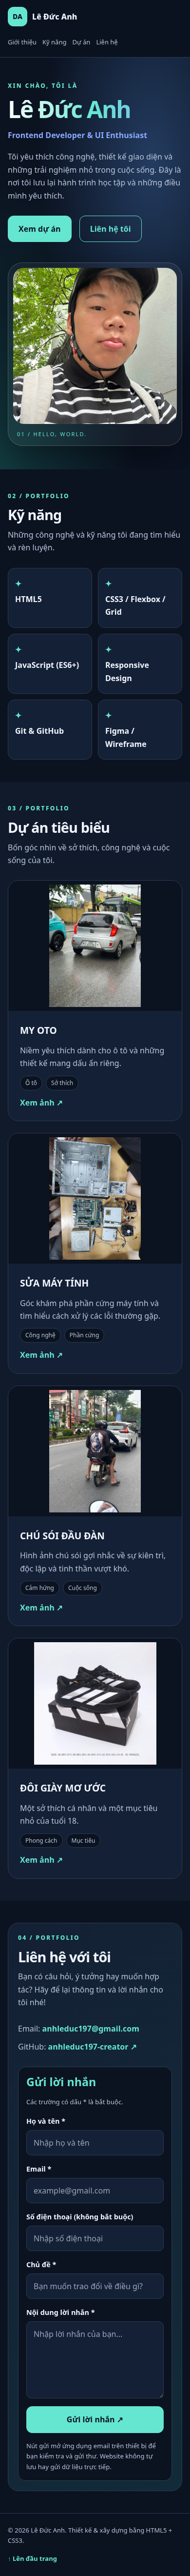 DA Lê Đức Anh
Giới thiệu Kỹ năng Dự án Liên hệ
XIN CHÀO, TÔI LÀ
Lê Đức Anh
Frontend Developer & UI Enthusiast
Tôi yêu thích công nghệ, thiết kế giao diện và
những trải nghiệm nhỏ trong cuộc sống. Đây là
nơi tôi lưu lại hành trình học tập và những điều
mình yêu thích.
Xem dự án Liên hệ tôi
01 / HELLO, WORLD.
02 / PORTFOLIO
Kỹ năng
Những công nghệ và kỹ năng tôi đang tìm hiểu
và rèn luyện.
HTML5
CSS3 / Flexbox /
Grid
JavaScript (ES6+)
Responsive
Design
Git & GitHub
Figma /
Wireframe
03 / PORTFOLIO
Dự án tiêu biểu
Bốn góc nhìn về sở thích, công nghệ và cuộc
sống của tôi.
MY OTO
Niềm yêu thích dành cho ô tô và những
thiết kế mang dấu ấn riêng.
Ô tô Sở thích
Xem ảnh ↗
SỬA MÁY TÍNH
Góc khám phá phần cứng máy tính và
tìm hiểu cách xử lý các lỗi thường gặp.
Công nghệ Phần cứng
Xem ảnh ↗
CHÚ SÓI ĐẦU ĐÀN
Hình ảnh chú sói gợi nhắc về sự kiên trì,
độc lập và tinh thần vượt khó.
Cảm hứng Cuộc sống
Xem ảnh ↗
ĐÔI GIÀY MƠ ƯỚC
Một sở thích cá nhân và một mục tiêu
nhỏ của tuổi 18.
Phong cách Mục tiêu
Xem ảnh ↗
04 / PORTFOLIO
Liên hệ với tôi
Bạn có câu hỏi, ý tưởng hay muốn hợp
tác? Hãy để lại thông tin và lời nhắn cho
tôi nhé!
Email: anhleduc197@gmail.com
GitHub: anhleduc197-creator ↗
Gửi lời nhắn
Các trường có dấu * là bắt buộc.
Họ và tên *
Nhập họ và tên
Email *
example@gmail.com
Số điện thoại (không bắt buộc)
Nhập số điện thoại
Chủ đề *
Bạn muốn trao đổi về điều gì?
Nội dung lời nhắn *
Nhập lời nhắn của bạn...
Gửi lời nhắn ↗
Nút gửi mở ứng dụng email trên thiết bị để
bạn kiểm tra và gửi thư. Website không tự
lưu hay gửi dữ liệu trực tiếp.
© 2026 Lê Đức Anh. Thiết kế & xây dựng bằng HTML5 +
CSS3.
↑ Lên đầu trang